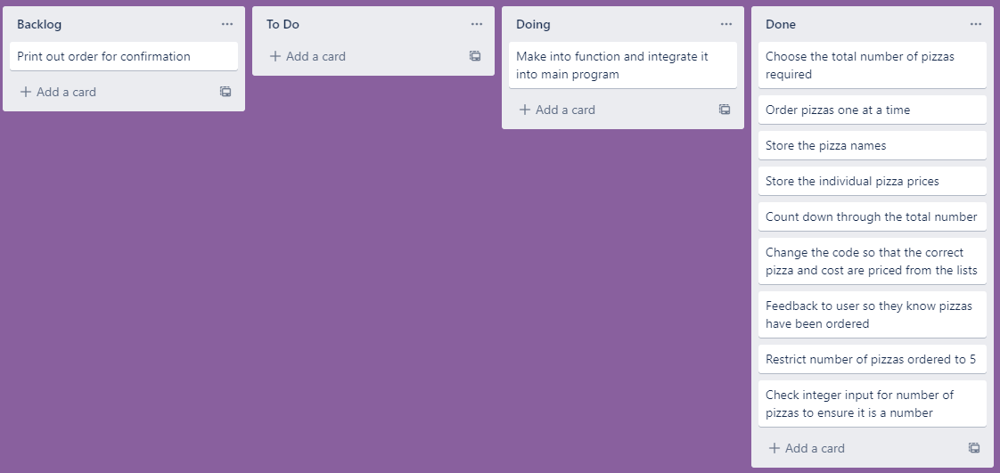 Backlog
Print out order for confirmation
Add a card
To Do
Add a card
Doing
Make into function and integrate it
into main program
Add a card
Done
Choose the total number of pizzas
required
Order pizzas one at a time
Store the pizza names
Store the individual pizza prices
Count down through the total number
Change the code so that the correct
pizza and cost are priced from the lists
Feedback to user so they know pizzas
have been ordered
Restrict number of pizzas ordered to 5
Check integer input for number of
pizzas to ensure it is a number
Add a card